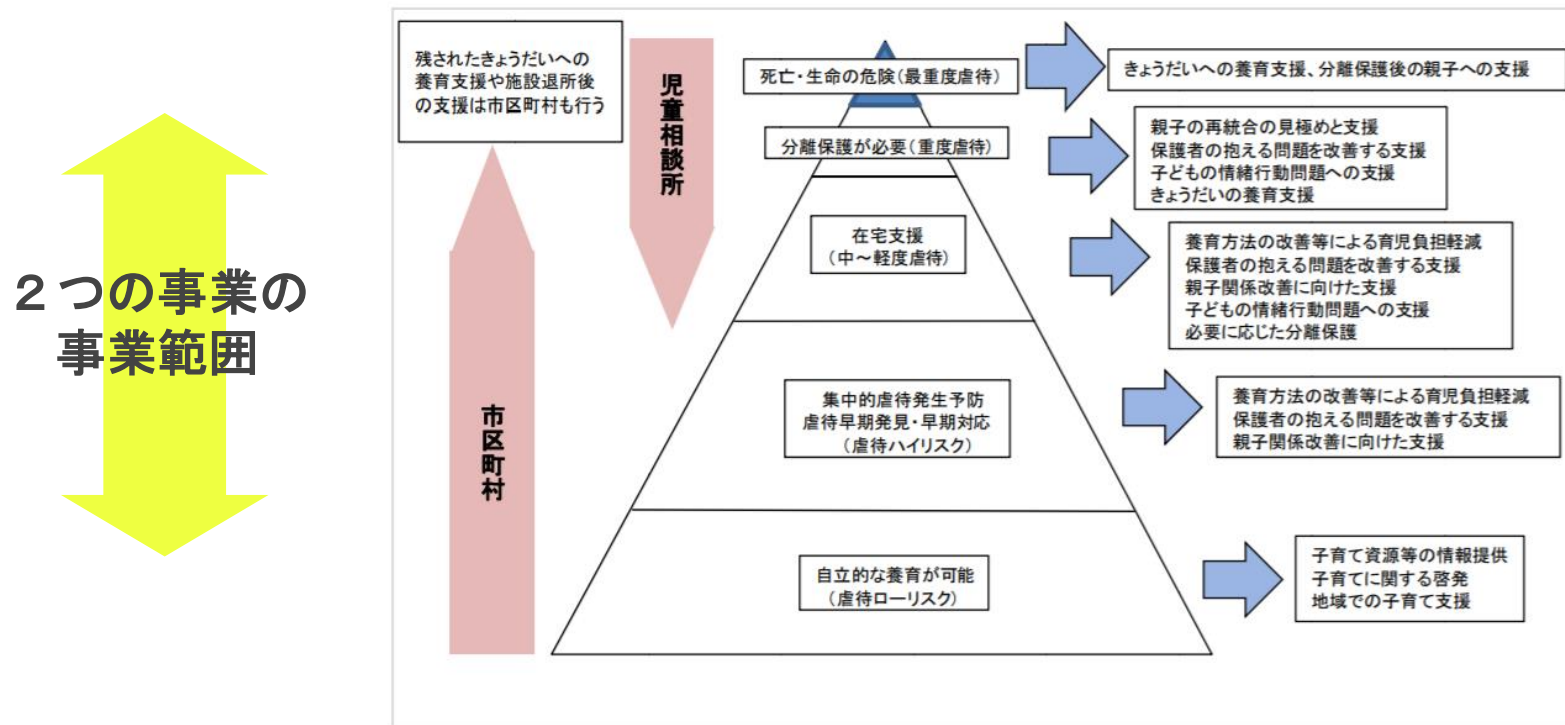 2つの事業の
事業範囲
残されたきょうだいへの
養育支援や施設退所後
の支援は市区町村も行う
児童相談所
市区町村
死亡・生命の危険(最重度虐待)
きょうだいへの養育支援、分離保護後の親子への支援
分離保護が必要(重度虐待)
親子の再統合の見極めと支援
保護者の抱える問題を改善する支援
子どもの情緒行動問題への支援
きょうだいの養育支援
在宅支援
(中~軽度虐待)
養育方法の改善等による育児負担軽減
保護者の抱える問題を改善する支援
親子関係改善に向けた支援
子どもの情緒行動問題への支援
必要に応じた分離保護
集中的虐待発生予防
虐待早期発見・早期対応
(虐待ハイリスク)
養育方法の改善等による育児負担軽減
保護者の抱える問題を改善する支援
親子関係改善に向けた支援
自立的な養育が可能
(虐待ローリスク)
子育て資源等の情報提供
子育てに関する啓発
地域での子育て支援